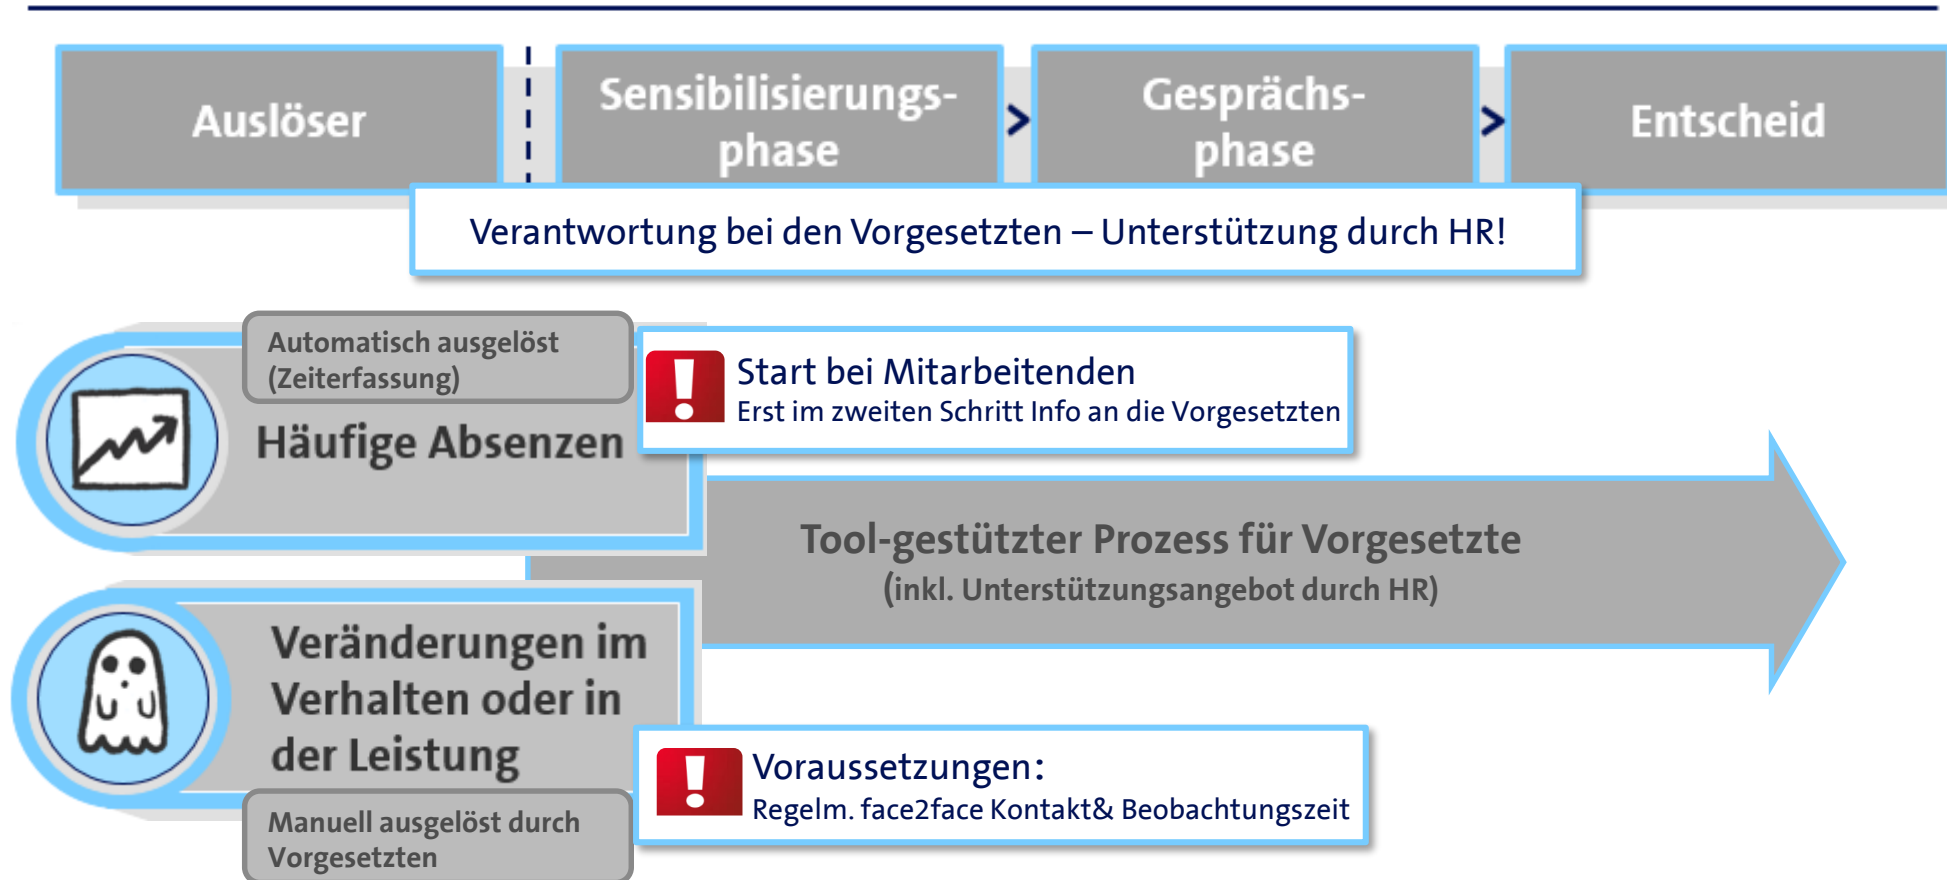 Auslöser
Sensibilisierungs-
phase
>
Gesprächs-
phase
>
Entscheid
Verantwortung bei den Vorgesetzten – Unterstützung durch HR!
Automatisch ausgelöst
(Zeiterfassung)
Häufige Absenzen
! Start bei Mitarbeitenden
Erst im zweiten Schritt Info an die Vorgesetzten
Tool-gestützter Prozess für Vorgesetzte
(inkl. Unterstützungsangebot durch HR)
Veränderungen im
Verhalten oder in
der Leistung
! Voraussetzungen:
Regelm. face2face Kontakt& Beobachtungszeit
Manuell ausgelöst durch
Vorgesetzten